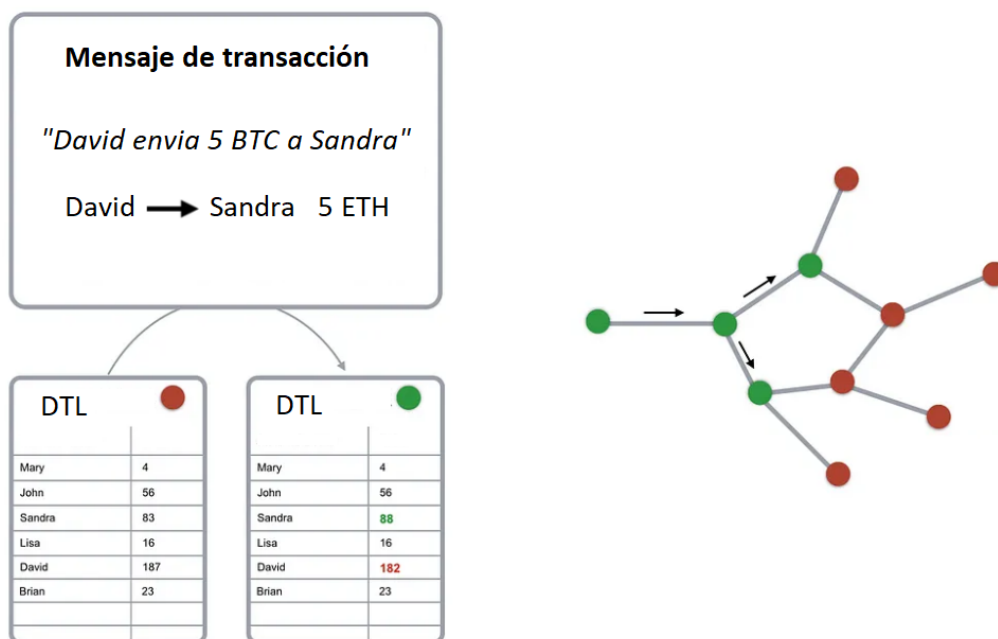 Mensaje de transacción
"David envia 5 BTC a Sandra"
David Sandra 5 ETH
DTL
Mary 4
John 56
Sandra 83
Lisa 16
David 187
Brian 23
DTL
Mary 4
John 56
Sandra 88
Lisa 16
David 182
Brian 23